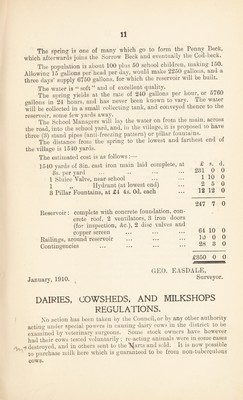 11
The spring is one of many which go to form the Penny Beck,
which afterwards joins the Sorrow Beck and eventually the Cod-beck.
The population is about 100 plus 50 school children, making 150.
Allowing 15 gallons per head per day, would make 2250 gallons, and a
three days' supply 6750 gallons, for which the reservoir will be built.
The water is "soft" and of excellent quality.
The spring yields at the rate of 240 gallons per hour, or 5760
gallons in 24 hours, and has never been known to vary. The water
will be collected in a small collecting tank, and conveyed thence to the
reservoir, some few yards away.
The School Managers will lay the water on from the main, across
the road, into the school yard, and, in the village, it is proposed to have
three (3) stand pipes (anti-freezing pattern) or pillar fountains.
The distance from the spring to the lowest and farthest end of
the village is 1540 yards.
The estimated cost is as follows:—
1540 yards of 3in. cast iron main laid complete, at £ s. d.
3s. per yard .. .. .. .. 231 0 0
1 Sluice Valve, near school ... ... ... 1 10 0
1 „ Hydrant (at lowest end) ... ... 2 5 0
3 Pillar Fountains, at £4 4s. 0d. each ... ... 12 12 0
247 7 0
Reservoir: complete with concrete foundation, con-
crete roof, 2 ventilators, 3 iron doors
(for inspection, &c.), 2 disc valves and
copper screen ... ... ... 64 10 0
Railings, around reservoir ... ... ... 10 0 0
Contingencies ... ... ... 28 3 0
£350 0 0
GEO. EASDALE,
January, 1910. Surveyor.
DAIRIES, COWSHEDS, AND MILKSHOPS
REGULATIONS.
No action has been taken by the Council, or by any other authority
acting under special powers in causing dairy cows in the district to be
examined by veterinary surgeons. Some stock owners have however
had their cows tested voluntarily; re-acting animals were in some cases
destroyed, and in others sent to the and sold. It is now possible
to purchase milk here which is guaranteed to be from non-tuberculous
cows.